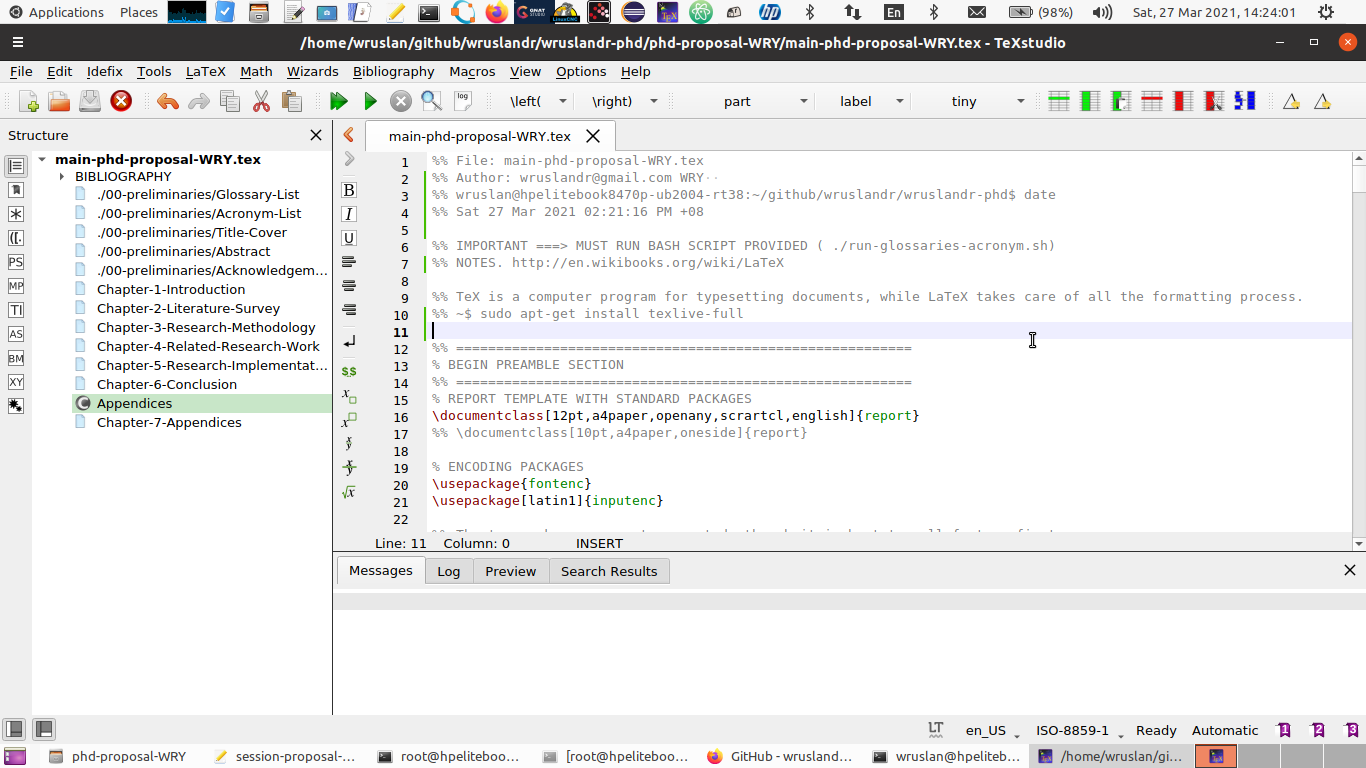 Applications Places En (98%) Sat, 27 Mar 2021, 14:24:01
/home/wruslan/github/wruslandr/wruslandr-phd/phd-proposal-WRY/main-phd-proposal-WRY.tex - TeXstudio
File Edit Idefix Tools LaTeX Math Wizards Bibliography Macros View Options Help
log \left( \right) part label tiny
Structure
main-phd-proposal-WRY.tex
BIBLIOGRAPHY
./00-preliminaries/Glossary-List
./00-preliminaries/Acronym-List
./00-preliminaries/Title-Cover
./00-preliminaries/Abstract
./00-preliminaries/Acknowledgem...
Chapter-1-Introduction
Chapter-2-Literature-Survey
Chapter-3-Research-Methodology
Chapter-4-Related-Research-Work
Chapter-5-Research-Implementat...
Chapter-6-Conclusion
Appendices
Chapter-7-Appendices
PS
MP
TI
AS
BM
XY
main-phd-proposal-WRY.tex
B
I
U
$$
1 %% File: main-phd-proposal-WRY.tex
2 %% Author: wruslandr@gmail.com WRY··
3 %% wruslan@hpelitebook8470p-ub2004-rt38:~/github/wruslandr/wruslandr-phd$ date
4 %% Sat 27 Mar 2021 02:21:16 PM +08
5
6 %% IMPORTANT ===> MUST RUN BASH SCRIPT PROVIDED ( ./run-glossaries-acronym.sh)
7 %% NOTES. http://en.wikibooks.org/wiki/LaTeX
8
9 %% TeX is a computer program for typesetting documents, while LaTeX takes care of all the formatting process.
10 %% ~$ sudo apt-get install texlive-full
11
12 %% =========================================================
13 % BEGIN PREAMBLE SECTION
14 %% =========================================================
15 % REPORT TEMPLATE WITH STANDARD PACKAGES
16 \documentclass[12pt,a4paper,openany,scrartcl,english]{report}
17 %% \documentclass[10pt,a4paper,oneside]{report}
18
19 % ENCODING PACKAGES
20 \usepackage{fontenc}
21 \usepackage[latin1]{inputenc}
22
Line: 11 Column: 0 INSERT
Messages Log Preview Search Results
LT en_US ISO-8859-1 Ready Automatic 1 2 3
phd-proposal-WRY session-proposal-... root@hpeliteboo... [root@hpeliteboo... GitHub - wrusland... wruslan@hpeliteb... /home/wruslan/gi...